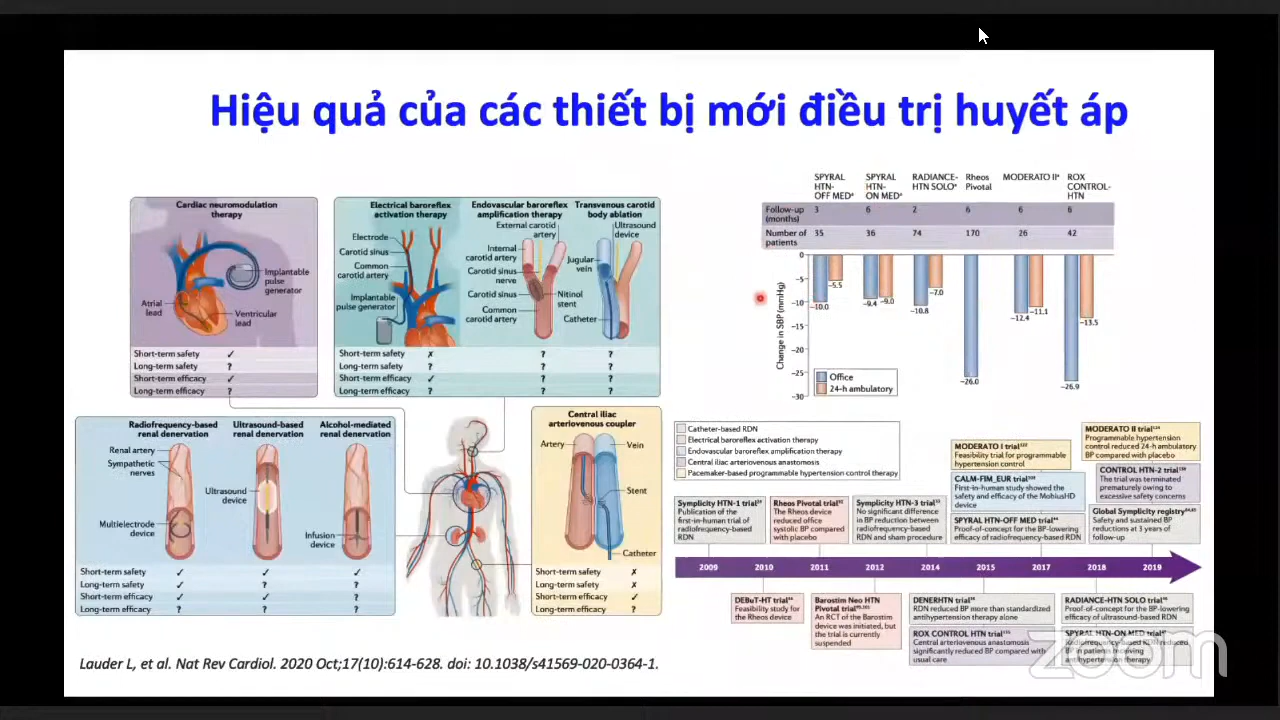 Hiệu quả của các thiết bị mới điều trị huyết áp
Cardiac neuromodulation
therapy
Implantable
pulse
generator
Atrial
lead
Ventricular
lead
Short-term safety ✓
Long-term safety ?
Short-term efficacy ✓
Long-term efficacy ?
Electrical baroreflex
activation therapy
Electrode
Carotid sinus
Common
carotid artery
Implantable
pulse generator
Endovascular baroreflex
amplification therapy
External carotid
artery
Internal
carotid artery
Carotid sinus
nerve
Carotid sinus
Common
carotid artery
Nitinol
stent
Transvenous carotid
body ablation
Ultrasound
device
Jugular
vein
Catheter
Short-term safety ✗ ? ?
Long-term safety ? ? ?
Short-term efficacy ✓ ? ?
Long-term efficacy ? ? ?
Radiofrequency-based
renal denervation
Renal artery
Sympathetic
nerves
Multielectrode
device
Ultrasound-based
renal denervation
Ultrasound
device
Alcohol-mediated
renal denervation
Infusion
device
Short-term safety ✓ ✓ ✓
Long-term safety ✓ ? ?
Short-term efficacy ✓ ✓ ?
Long-term efficacy ? ? ?
Central iliac
arteriovenous coupler
Artery
Vein
Stent
Catheter
Short-term safety ✗
Long-term safety ✗
Short-term efficacy ✓
Long-term efficacy ?
SPYRAL
HTN-
OFF MED
SPYRAL
HTN-
ON MED
RADIANCE-
HTN SOLO
Rheos
Pivotal
MODERATO II
ROX
CONTROL-
HTN
Follow-up
(months)
3 6 2 6 6 6
Number of
patients
35 36 74 170 26 42
Change in SBP (mmHg)
0
−5
−10
−15
−20
−25
−30
−10.0
−5.5
−9.4
−9.0
−10.8
−7.0
−26.0
−12.4
−11.1
−26.9
−13.5
Office
24-h ambulatory
Catheter-based RDN
Electrical baroreflex activation therapy
Endovascular baroreflex amplification therapy
Central iliac arteriovenous anastomosis
Pacemaker-based programmable hypertension control therapy
MODERATO I trial
Feasibility trial for programmable
hypertension control
MODERATO II trial
Programmable hypertension
control reduced 24-h ambulatory
BP compared with placebo
CALM-FIM_EUR trial
First-in-human study showed the
safety and efficacy of the MobiusHD
device
CONTROL HTN-2 trial
The trial was terminated
prematurely owing to
excessive safety concerns
Symplicity HTN-1 trial
Publication of the
first-in-human trial of
radiofrequency-based
RDN
Rheos Pivotal trial
The Rheos device
reduced office
systolic BP compared
with placebo
Symplicity HTN-3 trial
No significant difference
in BP reduction between
radiofrequency-based
RDN and sham procedure
SPYRAL HTN-OFF MED trial
Proof-of-concept for the BP-lowering
efficacy of radiofrequency-based RDN
Global Symplicity registry
Safety and sustained BP
reductions at 3 years of
follow-up
2009 2010 2011 2012 2014 2015 2017 2018 2019
DEBuT-HT trial
Feasibility study for
the Rheos device
Barostim Neo HTN
Pivotal trial
An RCT of the Barostim
device was initiated, but
the trial is currently
suspended
DENERHTN trial
RDN reduced BP more than standardized
antihypertension therapy alone
ROX CONTROL HTN trial
Central arteriovenous anastomosis
significantly reduced BP compared with
usual care
RADIANCE-HTN SOLO trial
Proof-of-concept for the BP-lowering
efficacy of ultrasound-based RDN
SPYRAL HTN-ON MED trial
Radiofrequency-based RDN reduced
BP in patients receiving
antihypertension therapy
zoom
Lauder L, et al. Nat Rev Cardiol. 2020 Oct;17(10):614-628. doi: 10.1038/s41569-020-0364-1.